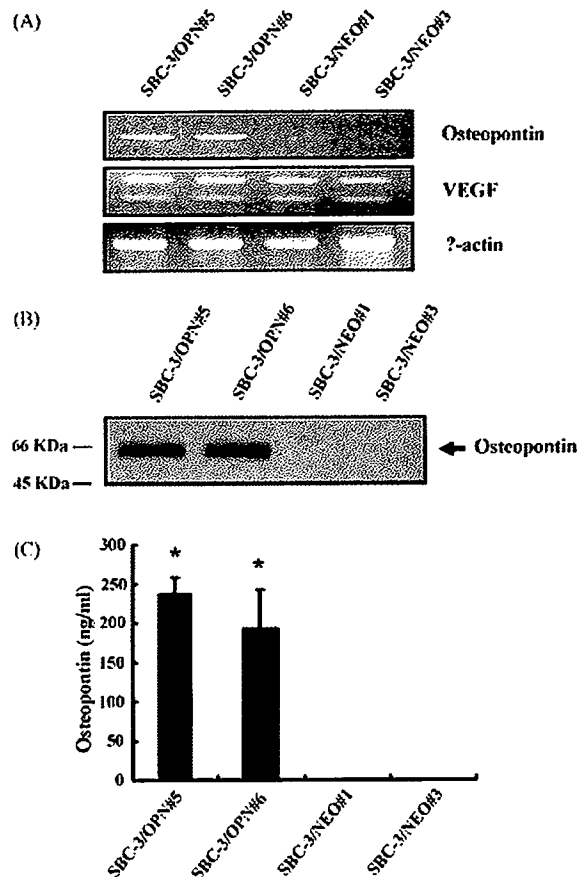 (A)
SBC-3/OPN#5
SBC-3/OPN#6
SBC-3/NEO#1
SBC-3/NEO#3
Osteopontin
VEGF
?-actin
(B)
SBC-3/OPN#5
SBC-3/OPN#6
SBC-3/NEO#1
SBC-3/NEO#3
66 KDa
Osteopontin
45 KDa
(C)
Osteopontin (ng/ml)
300
250
200
150
100
50
0
*
*
SBC-3/OPN#5
SBC-3/OPN#6
SBC-3/NEO#1
SBC-3/NEO#3